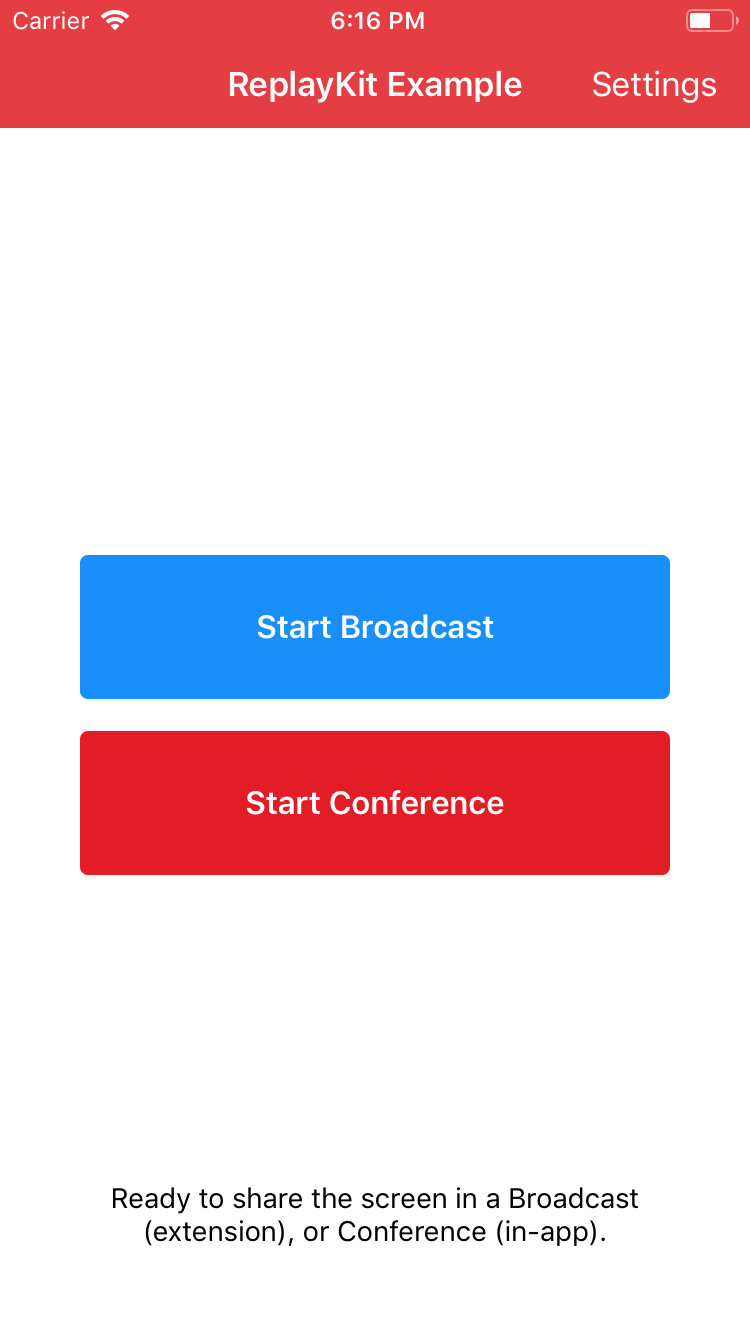 Carrier 6:16 PM
ReplayKit Example Settings
Start Broadcast
Start Conference
Ready to share the screen in a Broadcast
(extension), or Conference (in-app).